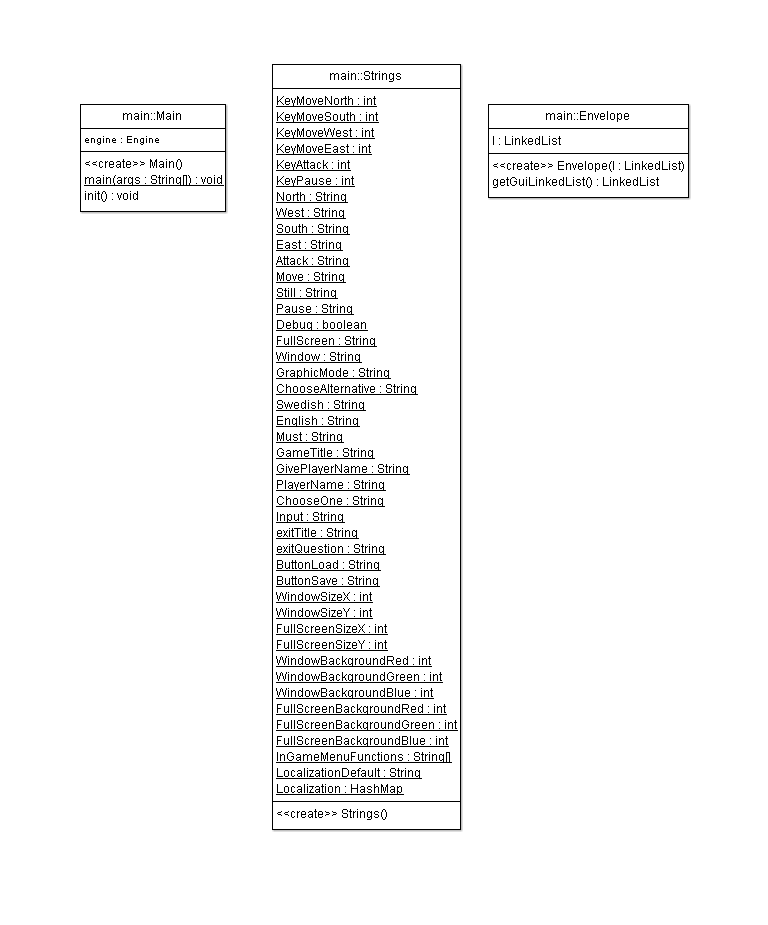 main::Main
engine : Engine
<<create>> Main()
main(args : String[]) : void
init() : void
main::Strings
KeyMoveNorth : int
KeyMoveSouth : int
KeyMoveWest : int
KeyMoveEast : int
KeyAttack : int
KeyPause : int
North : String
West : String
South : String
East : String
Attack : String
Move : String
Still : String
Pause : String
Debug : boolean
FullScreen : String
Window : String
GraphicMode : String
ChooseAlternative : String
Swedish : String
English : String
Must : String
GameTitle : String
GivePlayerName : String
PlayerName : String
ChooseOne : String
Input : String
exitTitle : String
exitQuestion : String
ButtonLoad : String
ButtonSave : String
WindowSizeX : int
WindowSizeY : int
FullScreenSizeX : int
FullScreenSizeY : int
WindowBackgroundRed : int
WindowBackgroundGreen : int
WindowBackgroundBlue : int
FullScreenBackgroundRed : int
FullScreenBackgroundGreen : int
FullScreenBackgroundBlue : int
InGameMenuFunctions : String[]
LocalizationDefault : String
Localization : HashMap
<<create>> Strings()
main::Envelope
l : LinkedList
<<create>> Envelope(l : LinkedList)
getGuiLinkedList() : LinkedList